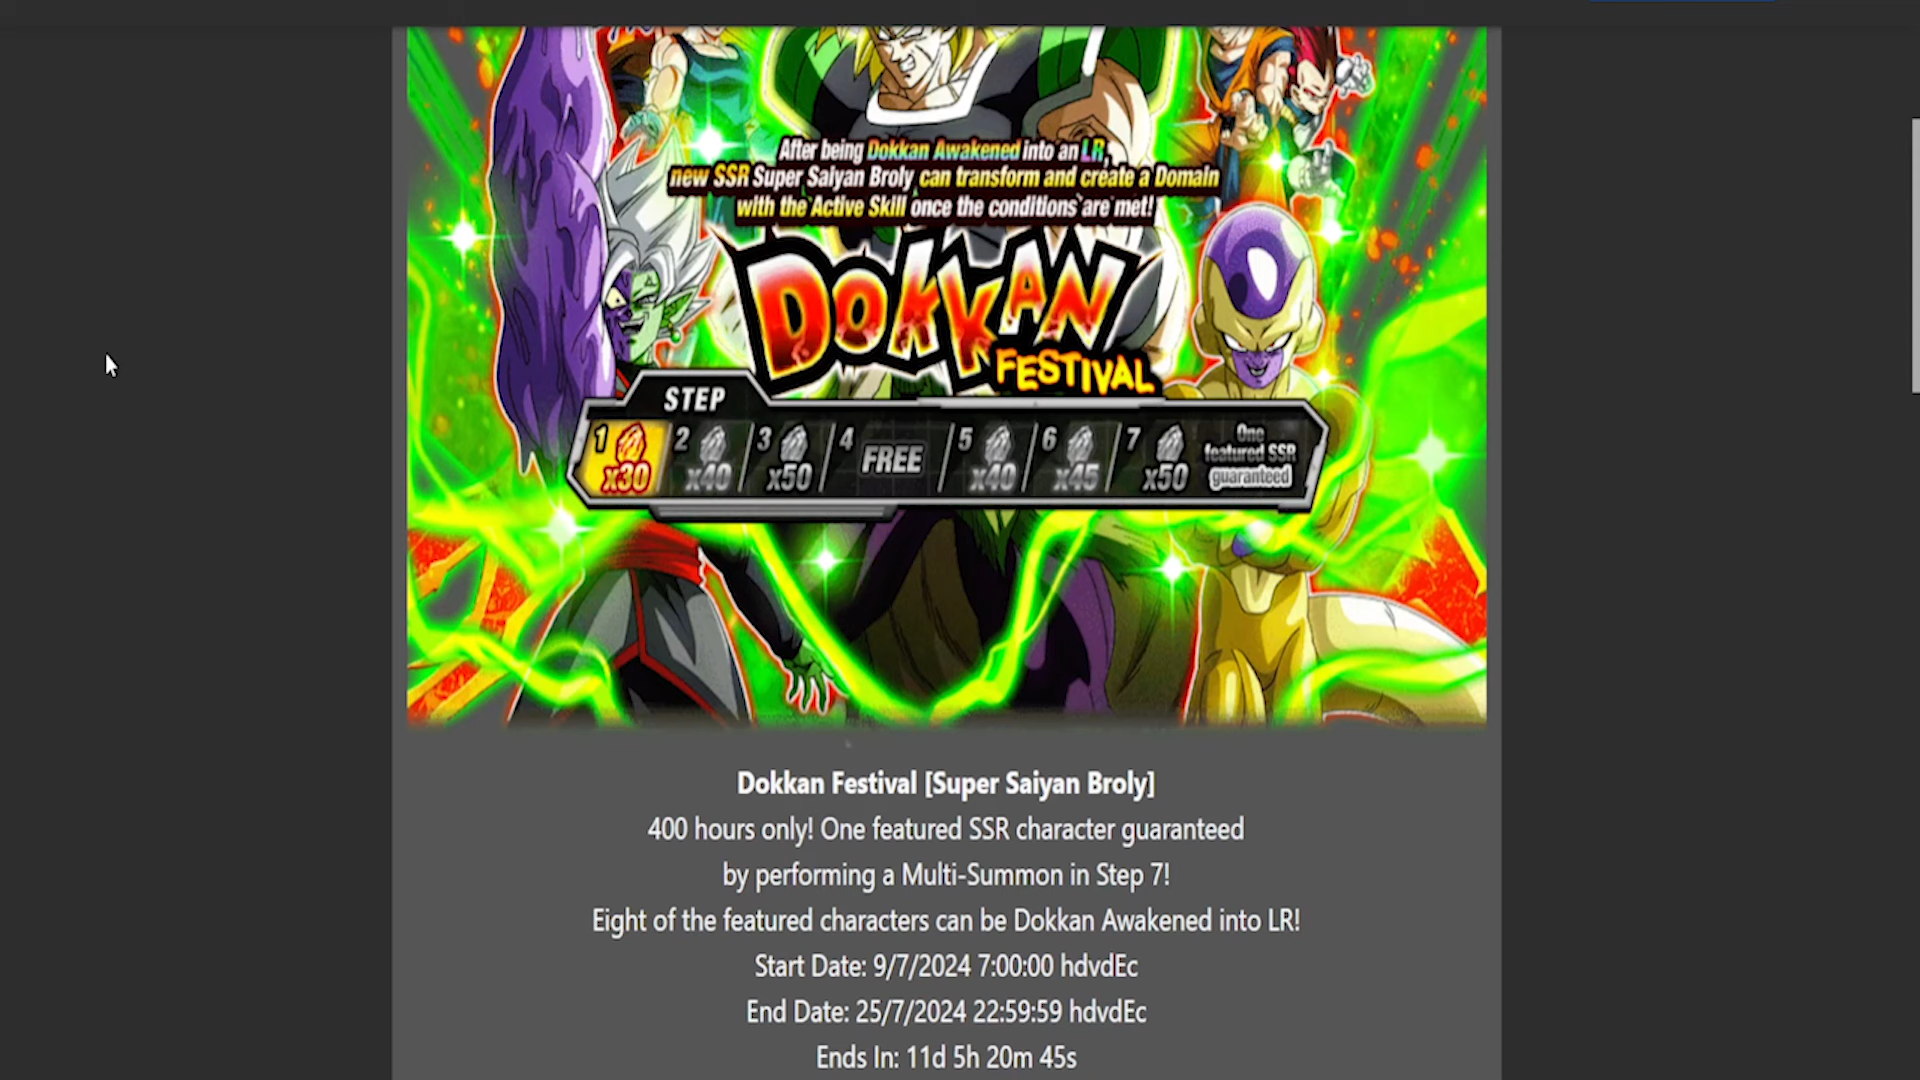 After being Dokkan Awakened into an LR,
new SSR Super Saiyan Broly can transform and create a Domain
with the Active Skill once the conditions are met!
DOKKAN
FESTIVAL
STEP
1 x30 2 x40 3 x50 4 FREE 5 x40 6 x45 7 x50 One featured SSR guaranteed
Dokkan Festival [Super Saiyan Broly]
400 hours only! One featured SSR character guaranteed
by performing a Multi-Summon in Step 7!
Eight of the featured characters can be Dokkan Awakened into LR!
Start Date: 9/7/2024 7:00:00 hdvdEc
End Date: 25/7/2024 22:59:59 hdvdEc
Ends In: 11d 5h 20m 45s